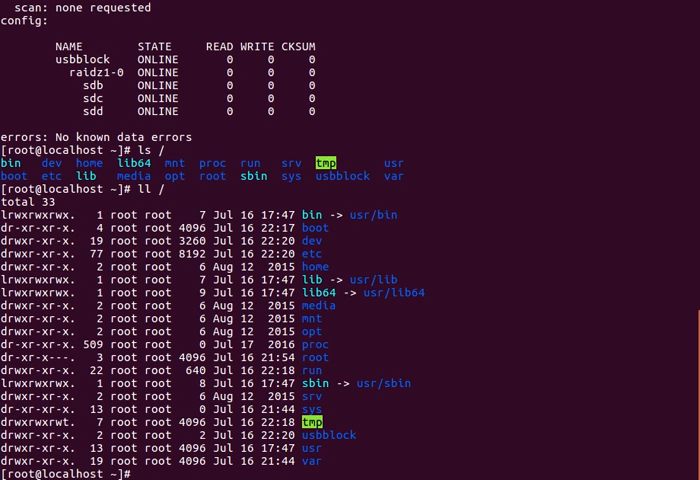 scan: none requested
config:
NAME STATE READ WRITE CKSUM
usbblock ONLINE 0 0 0
raidz1-0 ONLINE 0 0 0
sdb ONLINE 0 0 0
sdc ONLINE 0 0 0
sdd ONLINE 0 0 0
errors: No known data errors
[root@localhost ~]# ls /
bin dev home lib64 mnt proc run srv tmp usr
boot etc lib media opt root sbin sys usbblock var
[root@localhost ~]# ll /
total 33
lrwxrwxrwx. 1 root root 7 Jul 16 17:47 bin -> usr/bin
dr-xr-xr-x. 4 root root 4096 Jul 16 22:17 boot
drwxr-xr-x. 19 root root 3260 Jul 16 22:20 dev
drwxr-xr-x. 77 root root 8192 Jul 16 22:20 etc
drwxr-xr-x. 2 root root 6 Aug 12 2015 home
lrwxrwxrwx. 1 root root 7 Jul 16 17:47 lib -> usr/lib
lrwxrwxrwx. 1 root root 9 Jul 16 17:47 lib64 -> usr/lib64
drwxr-xr-x. 2 root root 6 Aug 12 2015 media
drwxr-xr-x. 2 root root 6 Aug 12 2015 mnt
drwxr-xr-x. 2 root root 6 Aug 12 2015 opt
dr-xr-xr-x. 509 root root 0 Jul 17 2016 proc
dr-xr-x---. 3 root root 4096 Jul 16 21:54 root
drwxr-xr-x. 22 root root 640 Jul 16 22:18 run
lrwxrwxrwx. 1 root root 8 Jul 16 17:47 sbin -> usr/sbin
drwxr-xr-x. 2 root root 6 Aug 12 2015 srv
dr-xr-xr-x. 13 root root 0 Jul 16 21:44 sys
drwxrwxrwt. 7 root root 4096 Jul 16 22:18 tmp
drwxr-xr-x. 2 root root 2 Jul 16 22:20 usbblock
drwxr-xr-x. 13 root root 4096 Jul 16 17:47 usr
drwxr-xr-x. 19 root root 4096 Jul 16 21:44 var
[root@localhost ~]#